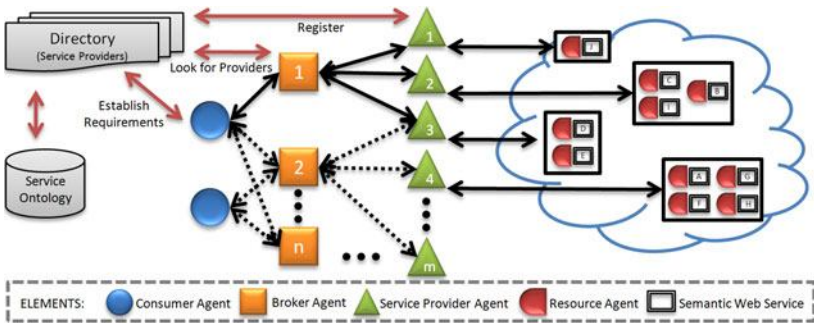 Directory
(Service Providers)
Register
Look for Providers
Establish
Requirements
Service
Ontology
1
2
n
1
2
3
4
m
C
B
D
E
A
G
F
H
ELEMENTS:
Consumer Agent
Broker Agent
Service Provider Agent
Resource Agent
Semantic Web Service